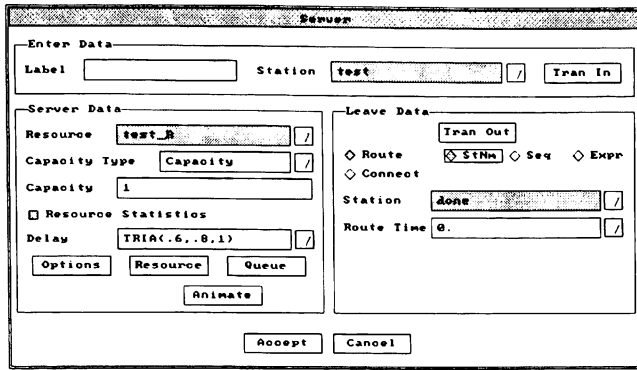 Server
Enter Data
Label Station test / Tran In
Server Data
Resource test_R /
Capacity Type Capacity /
Capacity 1
Resource Statistics
Delay TRIA(.6,.8,1) /
Options Resource Queue
Animate
Leave Data
Tran Out
Route StNm Seq Expr
Connect
Station done /
Route Time 0. /
Accept Cancel